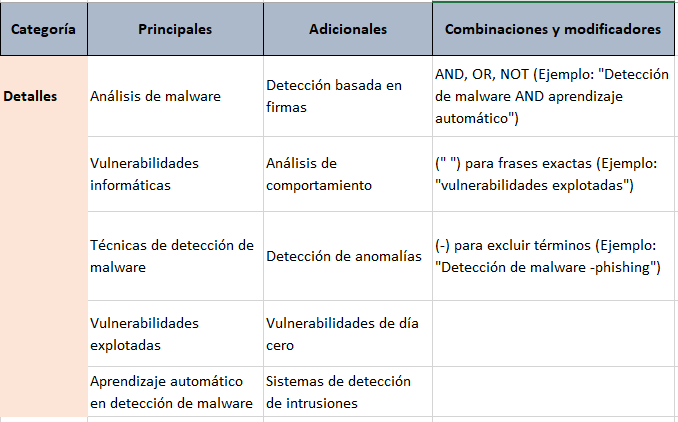 Categoría
Principales
Adicionales
Combinaciones y modificadores
Detalles
Análisis de malware
Detección basada en
firmas
AND, OR, NOT (Ejemplo: "Detección
de malware AND aprendizaje
automático")
Vulnerabilidades
informáticas
Análisis de
comportamiento
(" ") para frases exactas (Ejemplo:
"vulnerabilidades explotadas")
Técnicas de detección de
malware
Detección de anomalías
(-) para excluir términos (Ejemplo:
"Detección de malware -phishing")
Vulnerabilidades
explotadas
Vulnerabilidades de día
cero
Aprendizaje automático
en detección de malware
Sistemas de detección
de intrusiones